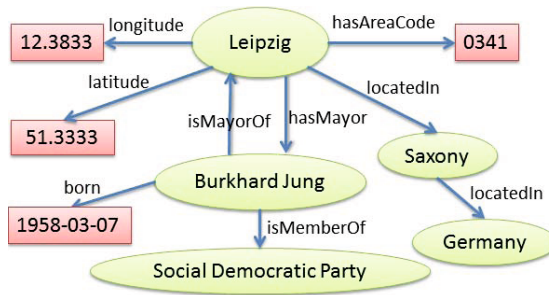 longitude
hasAreaCode
12.3833
Leipzig
0341
latitude
locatedIn
51.3333
isMayorOf
hasMayor
Saxony
born
Burkhard Jung
locatedIn
1958-03-07
isMemberOf
Germany
Social Democratic Party